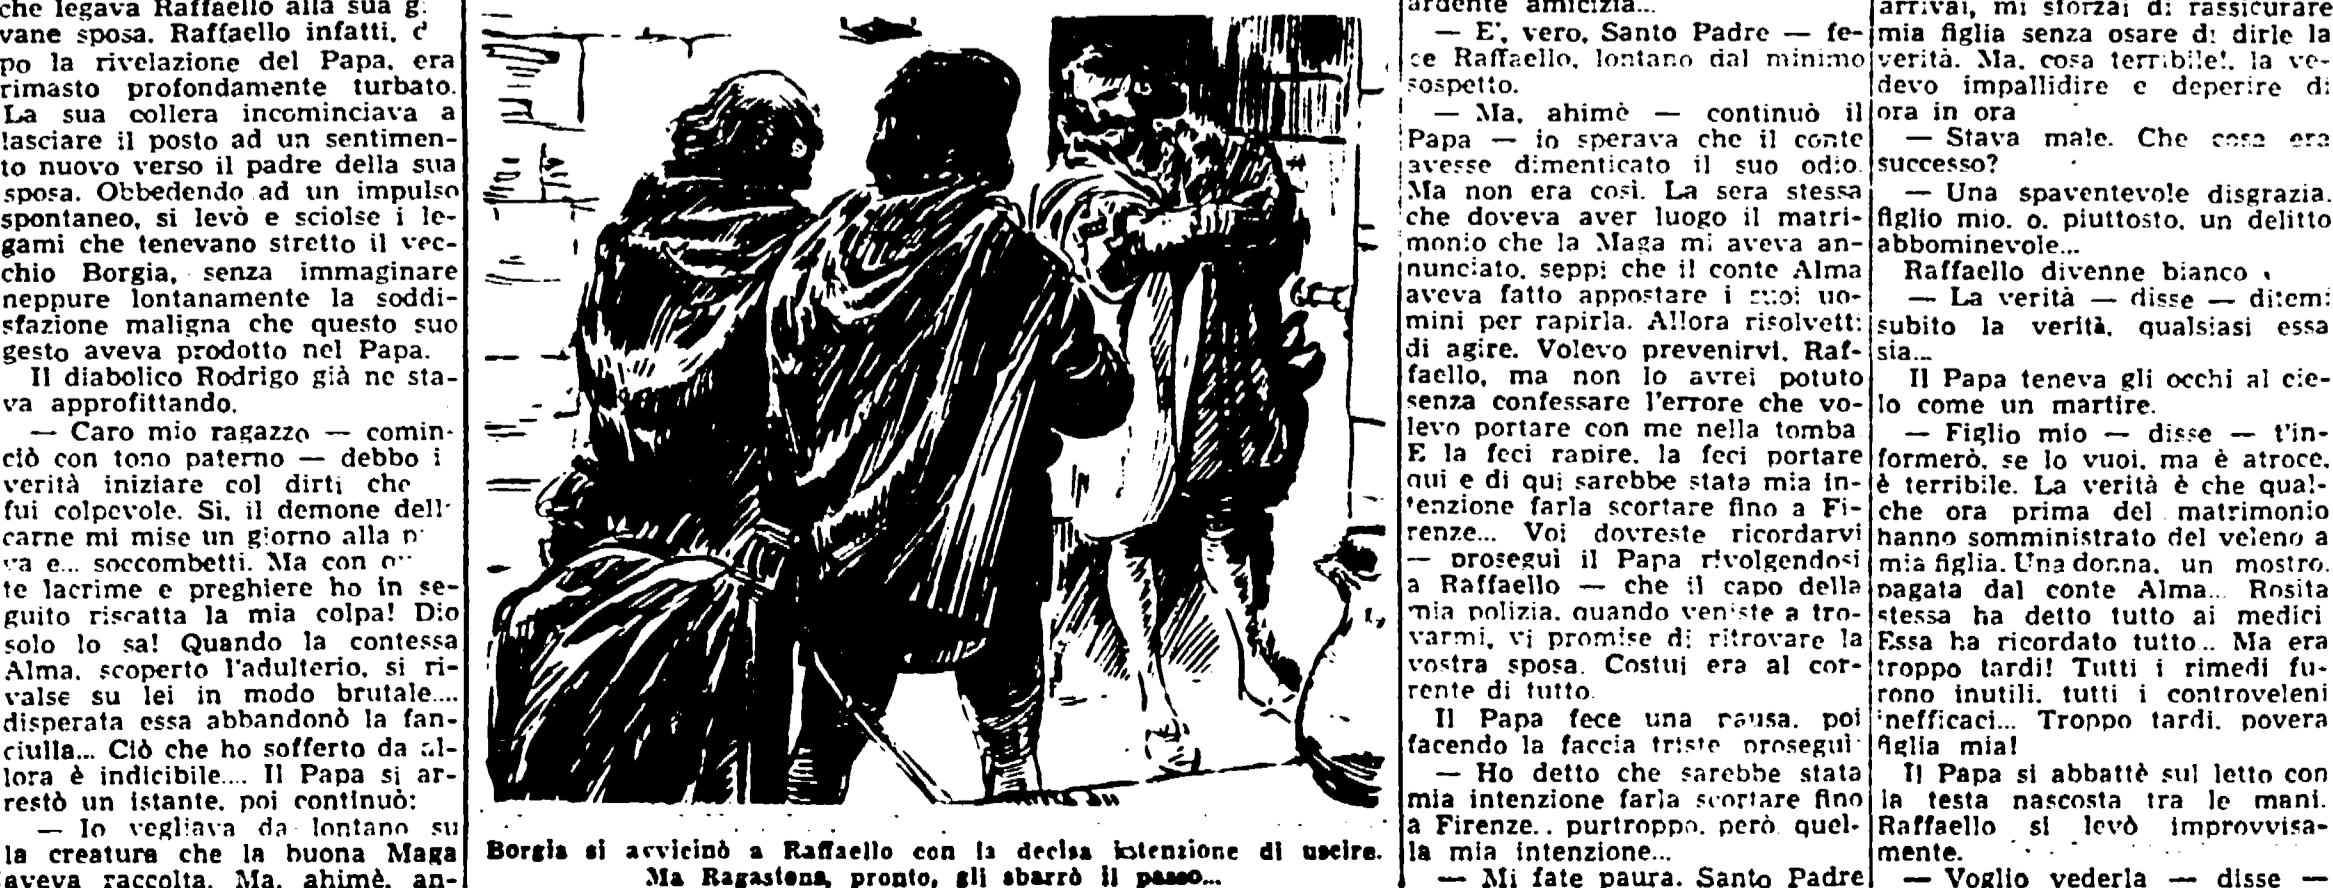 che legava Raffaello alla sua
vane sposa. Raffaello infatti,
po la rivelazione del Papa, era
rimasto profondamente turbato.
La sua collera incominciava a
lasciare il posto ad un sentimen-
to nuovo verso il padre della sua
sposa. Obbedendo ad un impulso
spontaneo, si levò e sciolse i le-
gami che tenevano stretto il vec-
chio Borgia, senza immaginare
neppure lontanamente la soddi-
sfazione maligna che questo suo
gesto aveva prodotto nel Papa.
Il diabolico Rodrigo già ne sta-
va approfittando.
— Caro mio ragazzo — comin-
ciò con tono paterno — debbo
verità iniziare col dirti che
fui colpevole. Si, il demone dell'
carne mi mise un giorno alla
va e... soccombetti. Ma con
te lacrime e preghiere ho in se-
guito riscatta la mia colpa! Dio
solo lo sa! Quando la contessa
Alma, scoperto l'adulterio, si ri-
valse su lei in modo brutale....
disperata essa abbandonò la fan-
ciulla... Ciò che ho sofferto da al-
lora è indicibile.... Il Papa si ar-
restò un istante, poi continuò:
— Io vegliava da lontano su
la creatura che la buona Maga
aveva raccolta. Ma, ahimè, an-
Borgia si avvicinò a Raffaello con la decisa intenzione di uscire.
Ma Ragastens, pronto, gli sbarrò il passo...
ardente amicizia...
— E', vero, Santo Padre — fe-
ce Raffaello, lontano dal minimo
sospetto.
— Ma, ahimè — continuò il
Papa — io sperava che il conte
avesse dimenticato il suo odio.
Ma non era così. La sera stessa
che doveva aver luogo il matri-
monio che la Maga mi aveva an-
nunciato, seppi che il conte Alma
aveva fatto appostare i suoi uo-
mini per rapirla. Allora risolvetti
di agire. Volevo prevenirvi, Raf-
faello, ma non lo avrei potuto
senza confessare l'errore che vo-
levo portare con me nella tomba
E la feci rapire, la feci portare
qui e di qui sarebbe stata mia in-
tenzione farla scortare fino a Fi-
renze... Voi dovreste ricordarvi
— proseguì il Papa rivolgendosi
a Raffaello — che il capo della
mia polizia, quando veniste a tro-
varmi, vi promise di ritrovare la
vostra sposa. Costui era al cor-
rente di tutto.
Il Papa fece una pausa, poi
facendo la faccia triste proseguì
— Ho detto che sarebbe stata
mia intenzione farla scortare fino
a Firenze.. purtroppo, però quel-
la mia intenzione...
— Mi fate paura, Santo Padre
arrivai, mi sforzai di rassicurare
mia figlia senza osare di dirle la
verità. Ma, cosa terribile!, la ve-
devo impallidire e deperire di
ora in ora
— Stava male. Che cosa era
successo?
— Una spaventevole disgrazia,
figlio mio, o, piuttosto, un delitto
abbominevole...
Raffaello divenne bianco
— La verità — disse — ditemi
subito la verità, qualsiasi essa
sia...
Il Papa teneva gli occhi al cie-
lo come un martire.
— Figlio mio — disse — t'in-
formerò, se lo vuoi, ma è atroce,
è terribile. La verità è che qual-
che ora prima del matrimonio
hanno somministrato del veleno a
mia figlia. Una donna, un mostro,
pagata dal conte Alma... Rosita
stessa ha detto tutto ai medici
Essa ha ricordato tutto... Ma era
troppo tardi! Tutti i rimedi fu-
rono inutili, tutti i controveleni
inefficaci... Troppo tardi, povera
figlia mia!
Il Papa si abbattè sul letto con
la testa nascosta tra le mani.
Raffaello si levò improvvisa-
mente.
— Voglio vederla — disse —